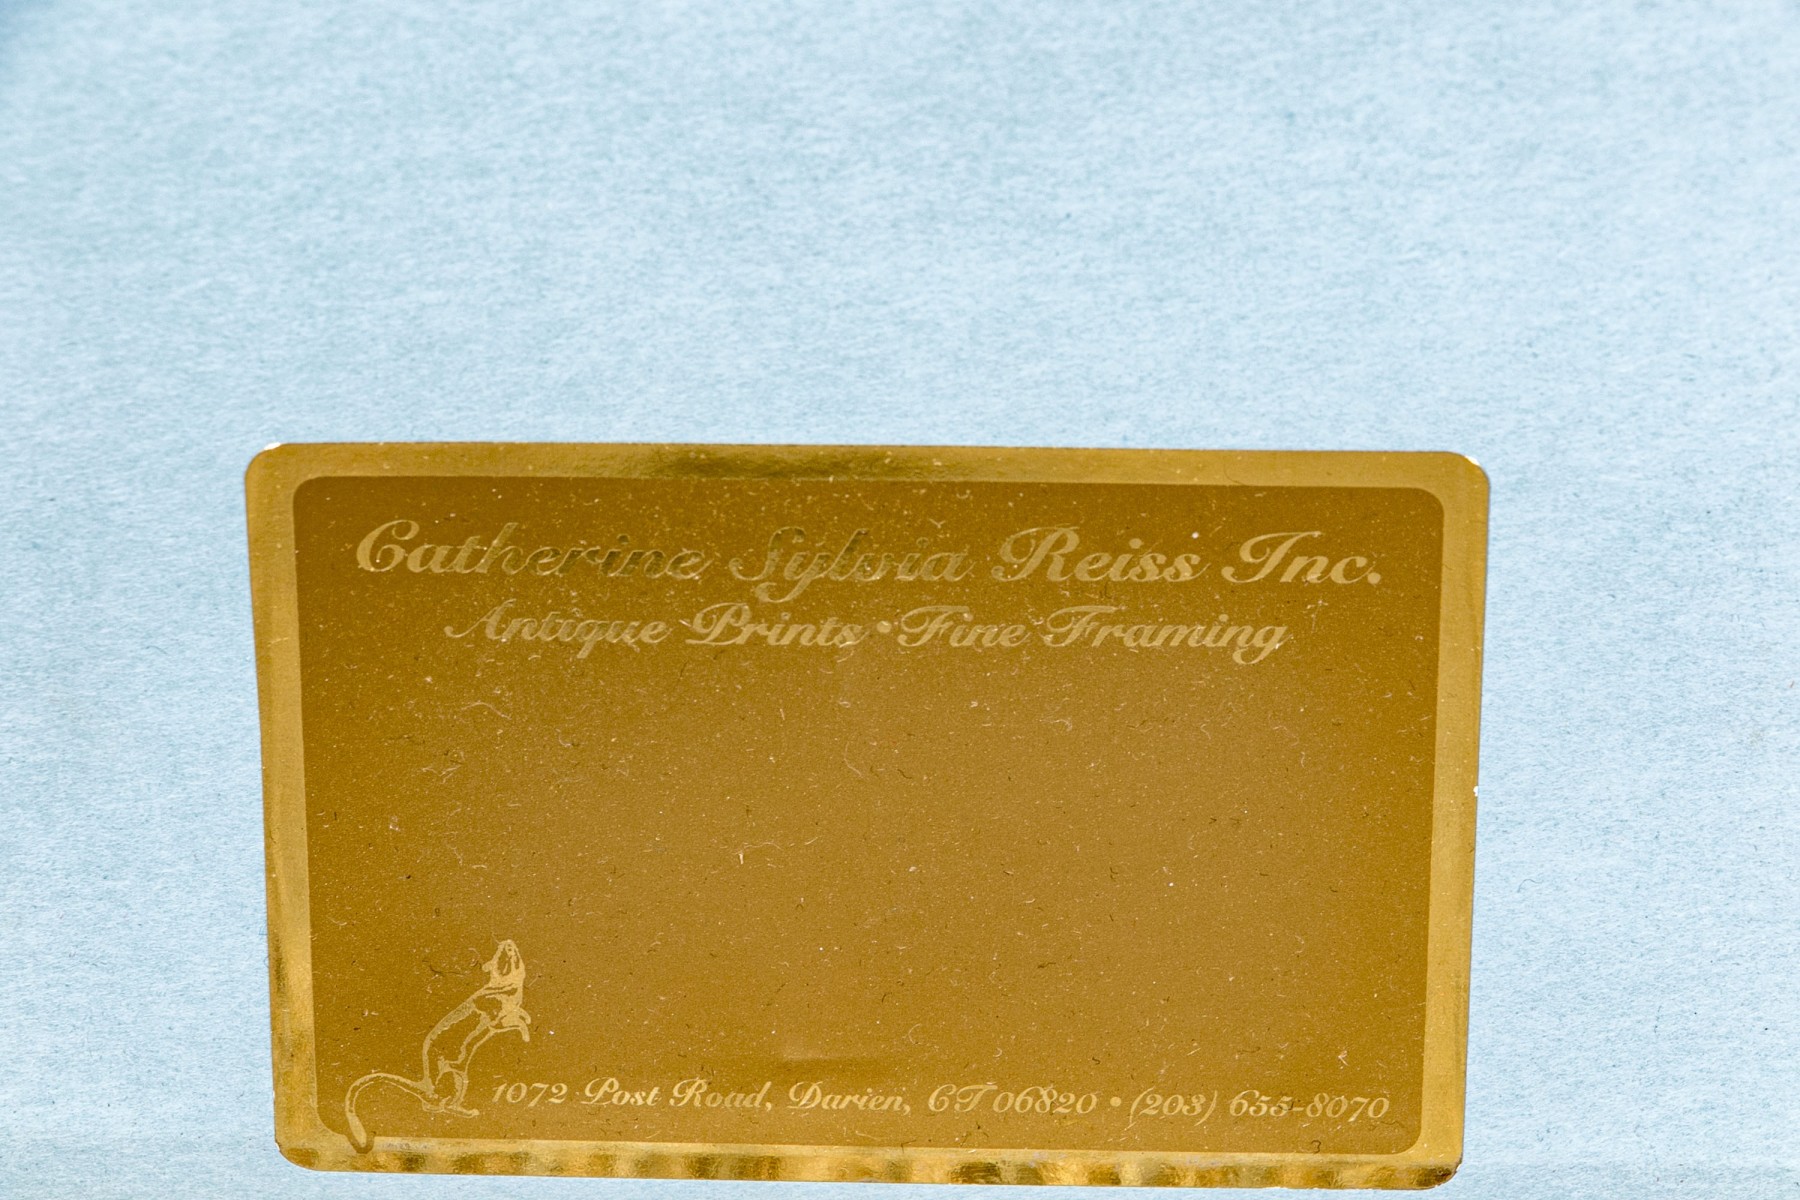 Catherine Sylvia Reiss Inc.
Antique Prints • Fine Framing
1072 Post Road, Darien, CT 06820 • (203) 655-8070